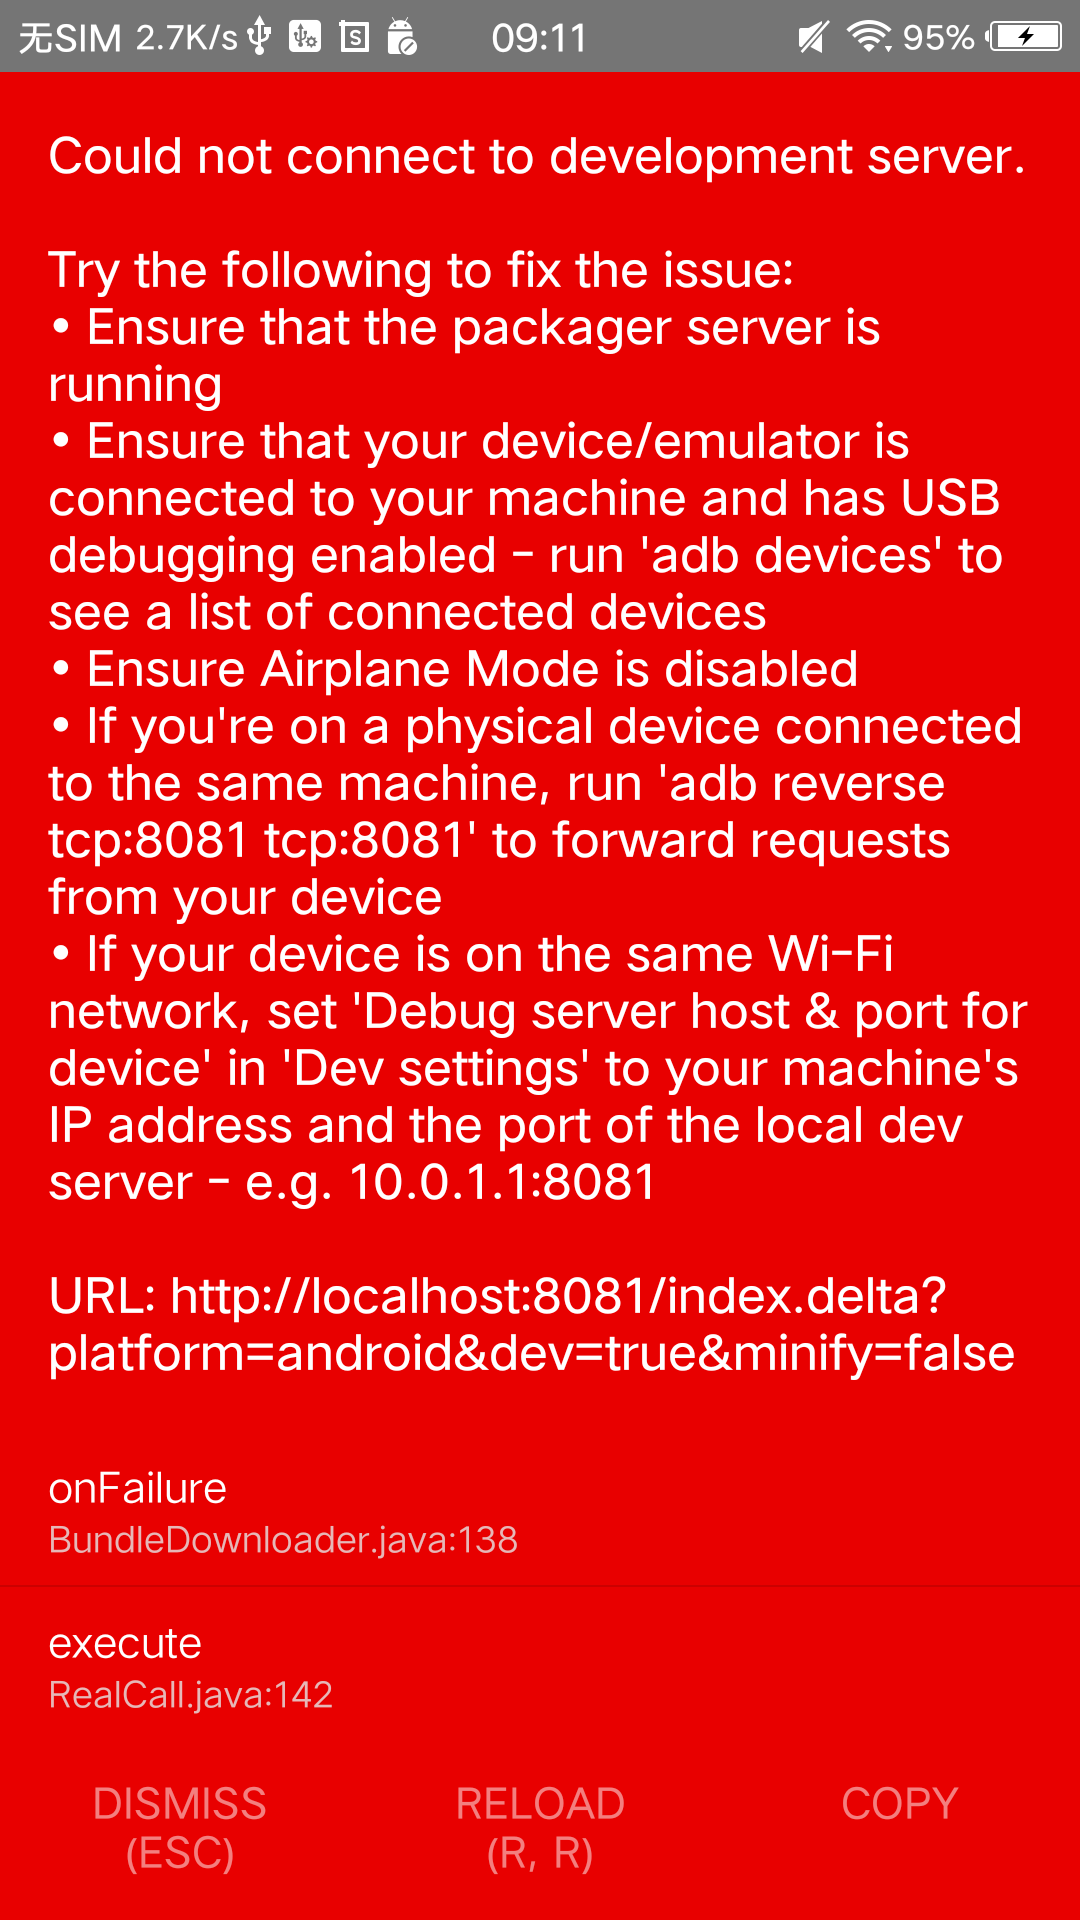 无SIM 2.7K/s 09:11 95%
Could not connect to development server.
Try the following to fix the issue:
• Ensure that the packager server is
running
• Ensure that your device/emulator is
connected to your machine and has USB
debugging enabled - run 'adb devices' to
see a list of connected devices
• Ensure Airplane Mode is disabled
• If you're on a physical device connected
to the same machine, run 'adb reverse
tcp:8081 tcp:8081' to forward requests
from your device
• If your device is on the same Wi-Fi
network, set 'Debug server host & port for
device' in 'Dev settings' to your machine's
IP address and the port of the local dev
server - e.g. 10.0.1.1:8081
URL: http://localhost:8081/index.delta?
platform=android&dev=true&minify=false
onFailure
BundleDownloader.java:138
execute
RealCall.java:142
DISMISS
(ESC)
RELOAD
(R, R)
COPY